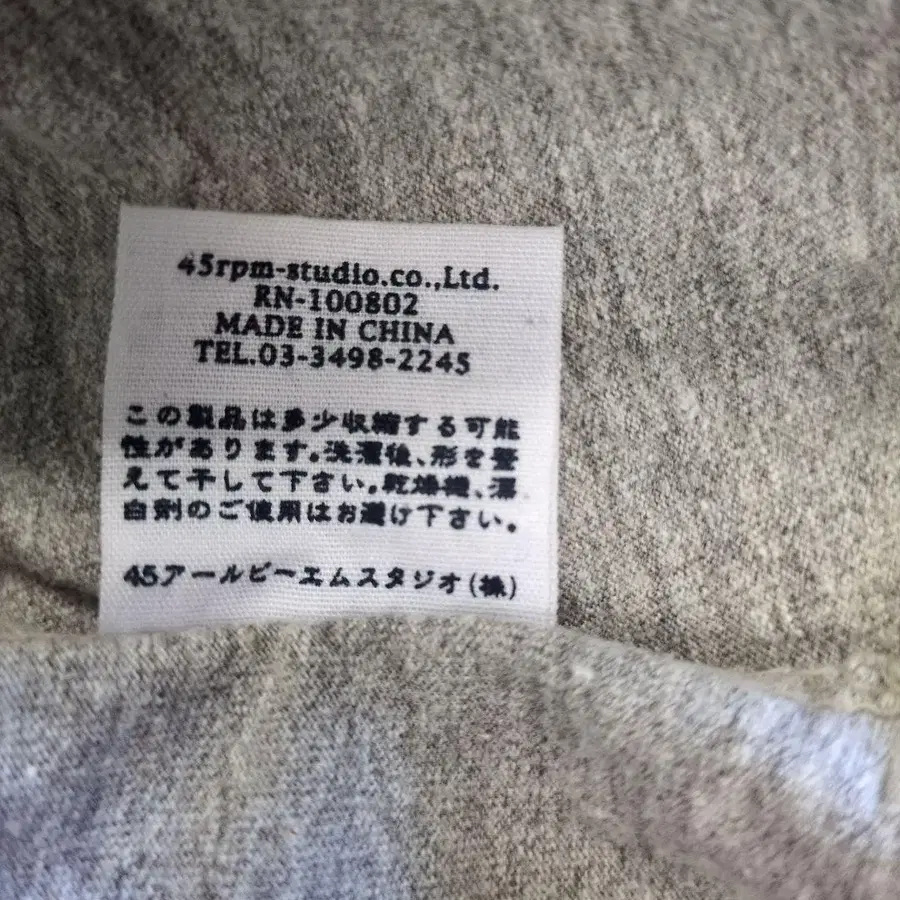 45rpm-studio.co.,Ltd.
RN-100802
MADE IN CHINA
TEL.03-3498-2245
この製品は多少収縮する可能
性があります。洗濯後、形を整
えて干して下さい。乾燥機、漂
白剤のご使用はお避け下さい。
45アールピーエムスタジオ(株)